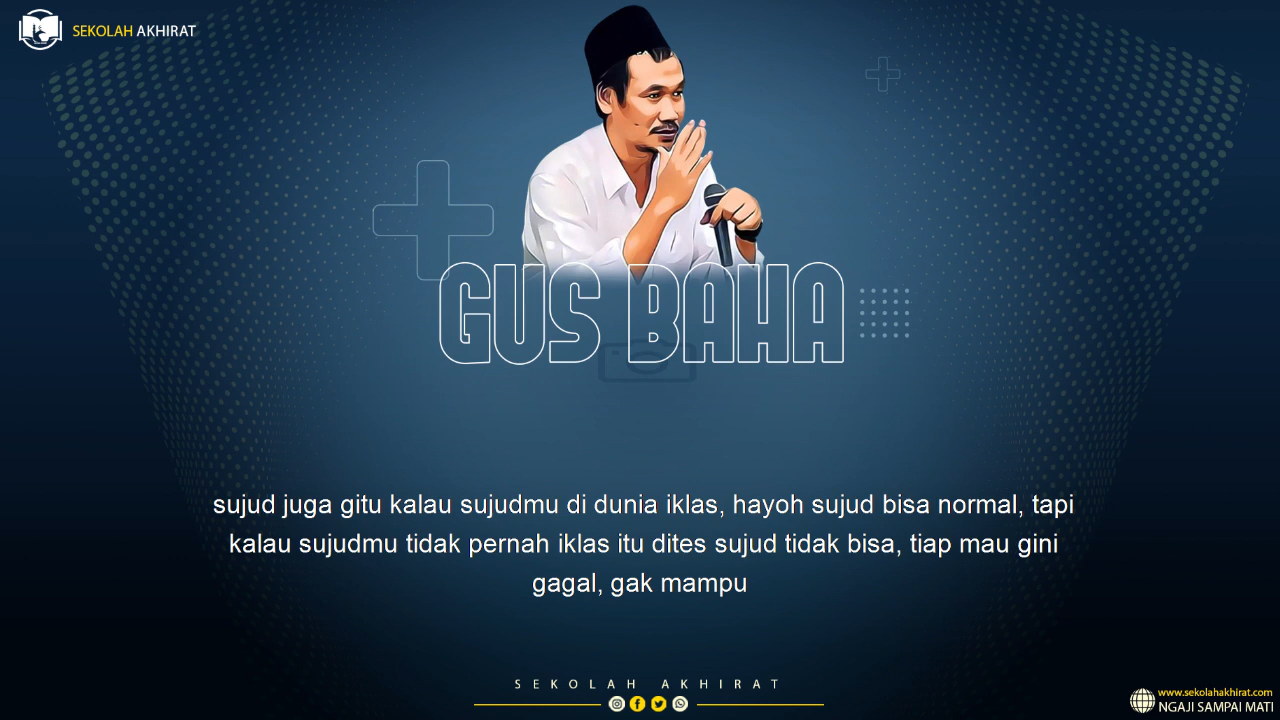 SEKOLAH AKHIRAT
GUS BAHA
sujud juga gitu kalau sujudmu di dunia iklas, hayoh sujud bisa normal, tapi
kalau sujudmu tidak pernah iklas itu dites sujud tidak bisa, tiap mau gini
gagal, gak mampu
SEKOLAH AKHIRAT
www.sekolahakhirat.com
NGAJI SAMPAI MATI